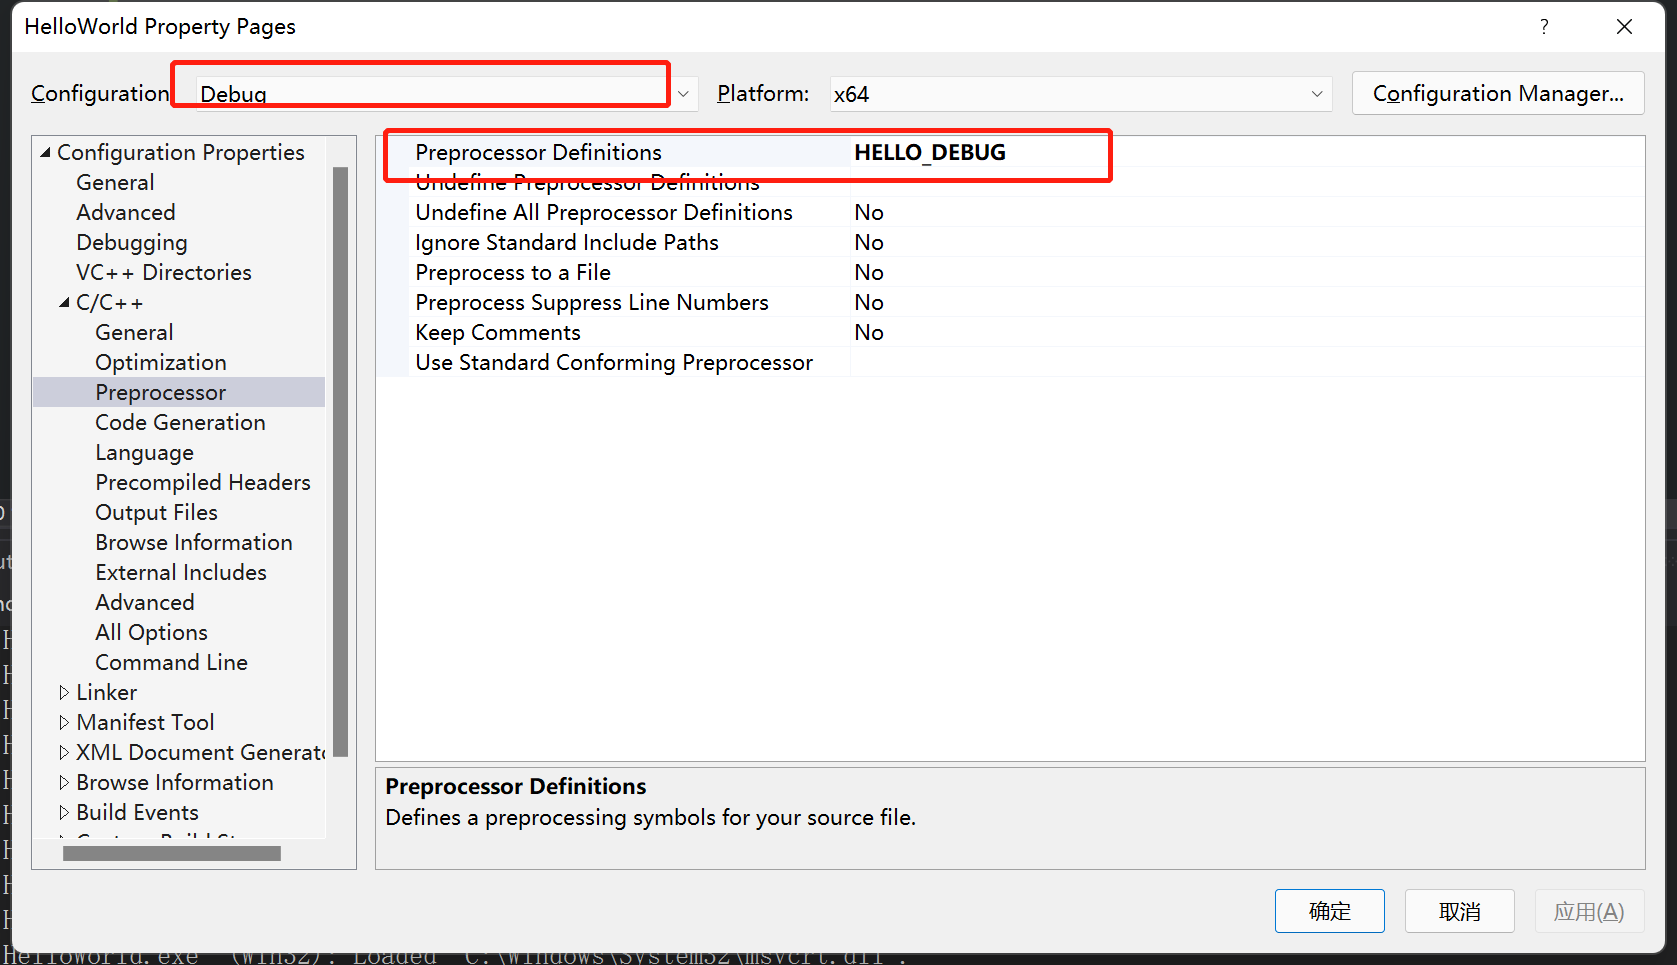 HelloWorld Property Pages
Configuration Debug Platform: x64 Configuration Manager...
Configuration Properties
General
Advanced
Debugging
VC++ Directories
C/C++
General
Optimization
Preprocessor
Code Generation
Language
Precompiled Headers
Output Files
Browse Information
External Includes
Advanced
All Options
Command Line
Linker
Manifest Tool
XML Document Generato
Browse Information
Build Events
Preprocessor Definitions HELLO_DEBUG
Undefine Preprocessor Definitions
Undefine All Preprocessor Definitions No
Ignore Standard Include Paths No
Preprocess to a File No
Preprocess Suppress Line Numbers No
Keep Comments No
Use Standard Conforming Preprocessor
Preprocessor Definitions
Defines a preprocessing symbols for your source file.
确定 取消 应用(A)
HelloWorld.exe (Win32): Loaded C:\Windows\System32\msvcrt.dll .